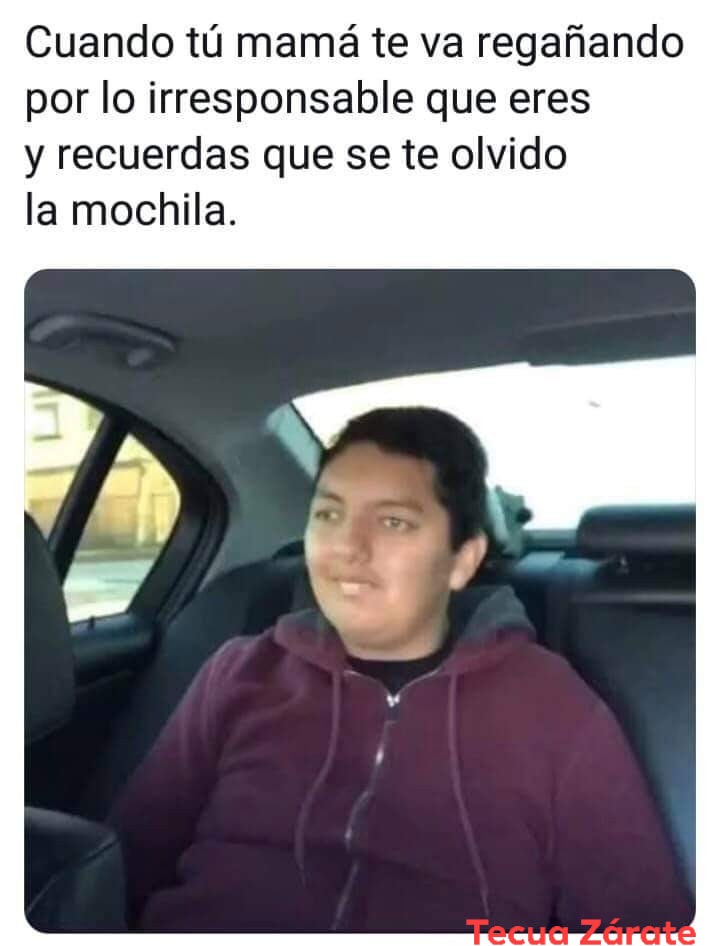 Cuando tú mamá te va regañando
por lo irresponsable que eres
y recuerdas que se te olvido
la mochila.
Tecua Zárate